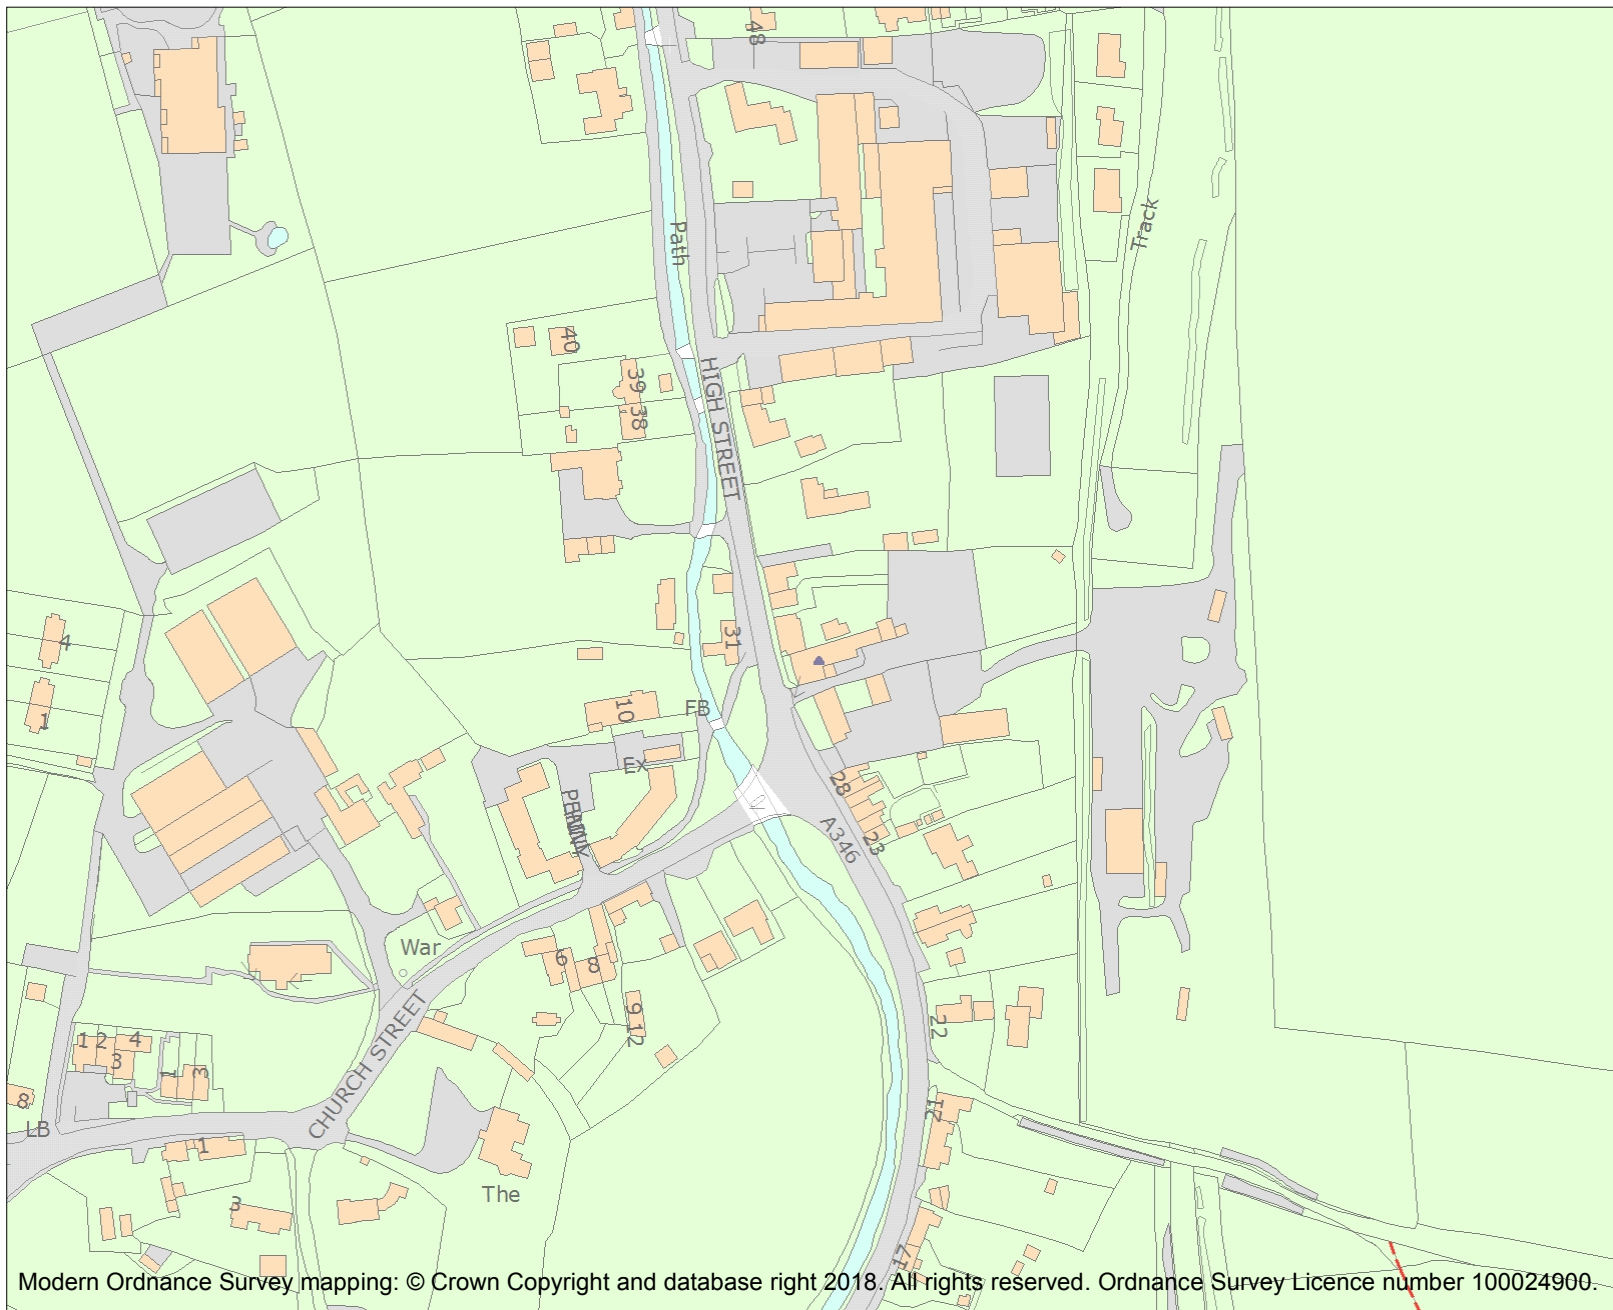 48
Path
Track
40
39
38
HIGH STREET
4
1
31
10
FB
EX
28
23
A346
War
6
8
9
12
CHURCH STREET
22
1 2
3
4
1
3
8
LB
1
21
The
3
17
Modern Ordnance Survey mapping: © Crown Copyright and database right 2018. All rights reserved. Ordnance Survey Licence number 100024900.